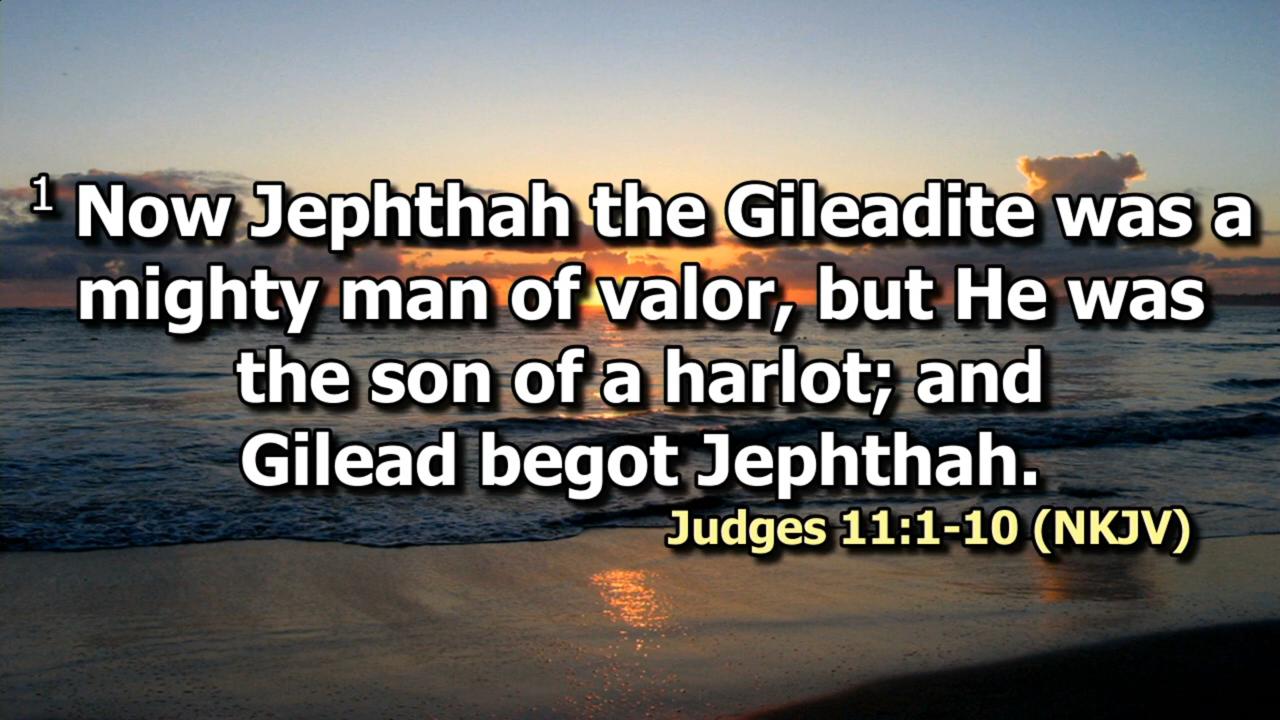 1 Now Jephthah the Gileadite was a
mighty man of valor, but He was
the son of a harlot; and
Gilead begot Jephthah.
Judges 11:1-10 (NKJV)